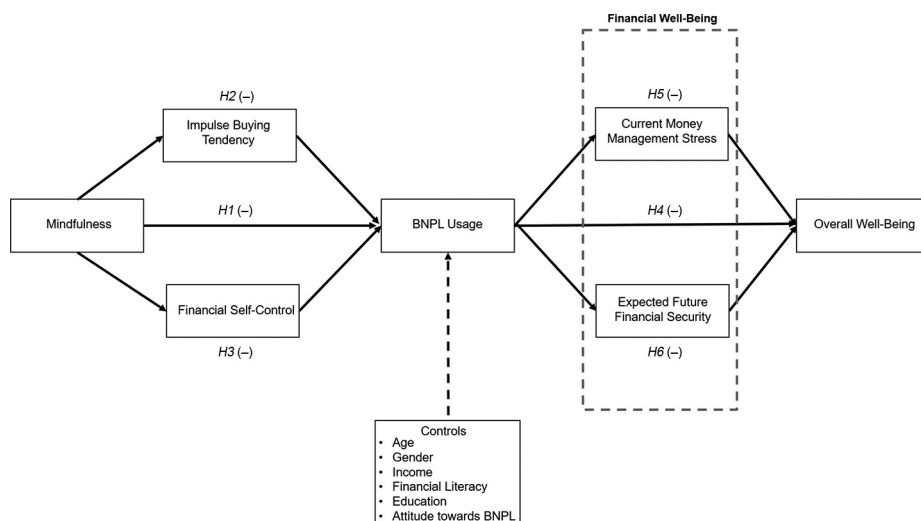 Financial Well-Being
H2 (–)
H5 (–)
Impulse Buying
Tendency
Current Money
Management Stress
Mindfulness
H1 (–)
BNPL Usage
H4 (–)
Overall Well-Being
Financial Self-Control
Expected Future
Financial Security
H3 (–)
H6 (–)
Controls
• Age
• Gender
• Income
• Financial Literacy
• Education
• Attitude towards BNPL